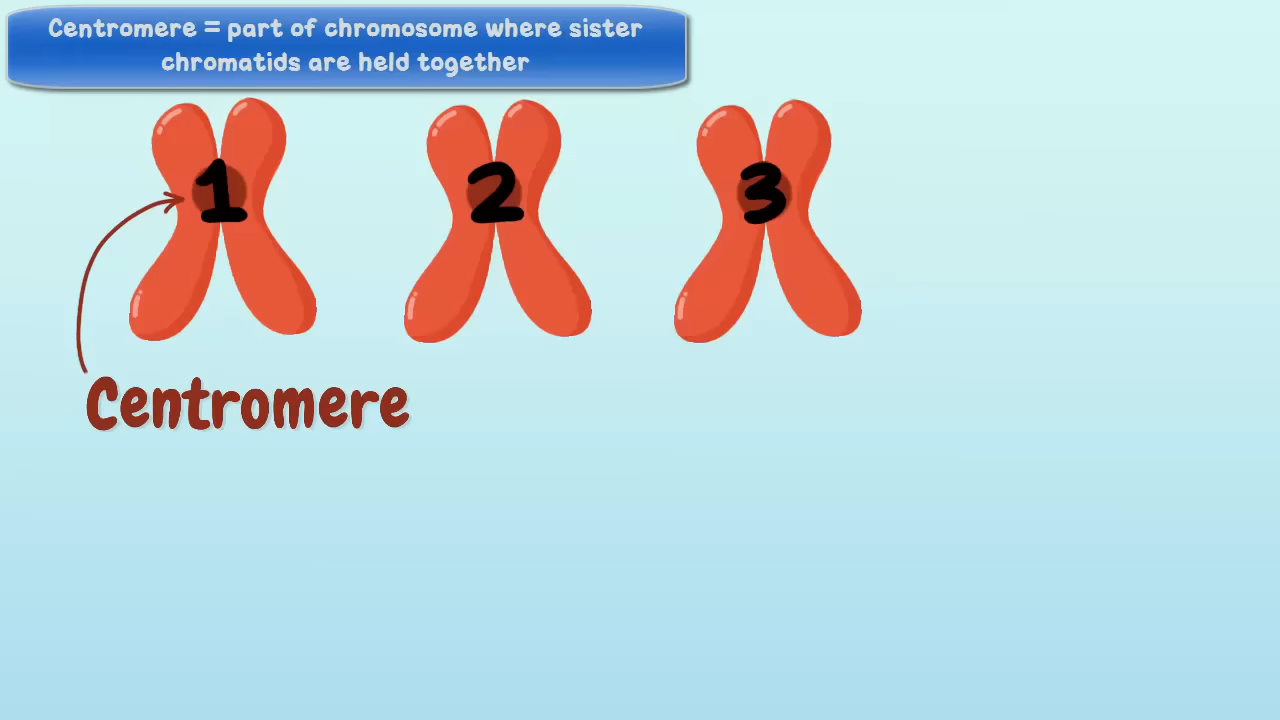 Centromere = part of chromosome where sister
chromatids are held together
1 2 3
Centromere